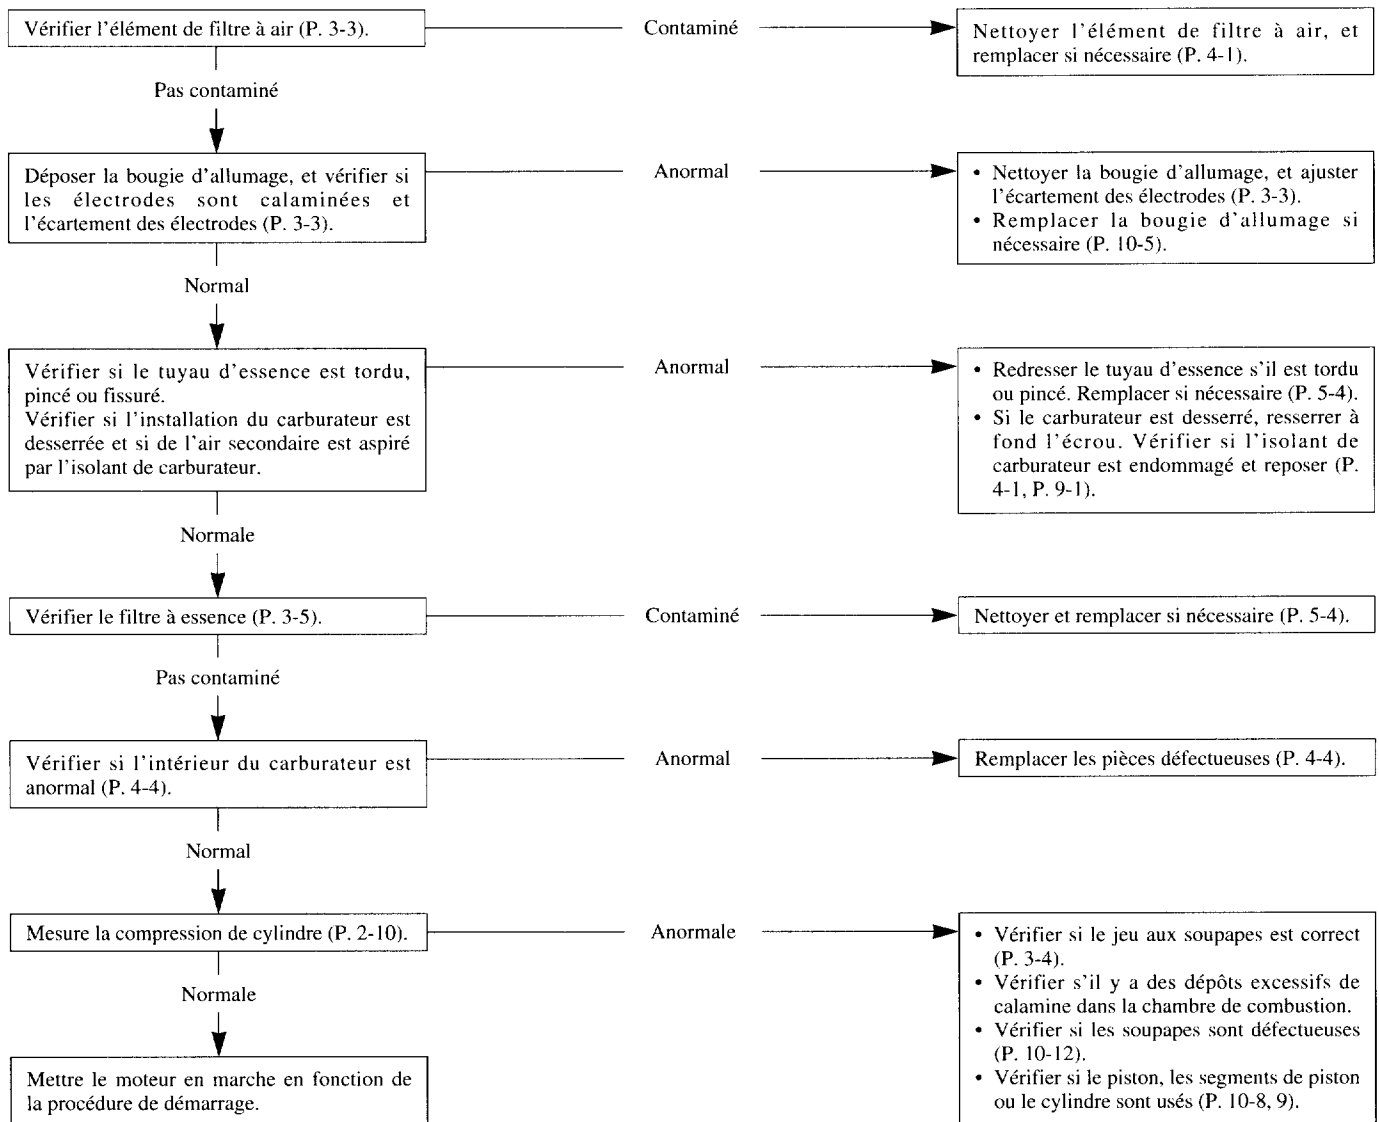 Vérifier l'élément de filtre à air (P. 3-3).
Contaminé
Nettoyer l'élément de filtre à air, et
remplacer si nécessaire (P. 4-1).
Pas contaminé
Déposer la bougie d'allumage, et vérifier si
les électrodes sont calaminées et
l'écartement des électrodes (P. 3-3).
Anormal
• Nettoyer la bougie d'allumage, et ajuster
l'écartement des électrodes (P. 3-3).
• Remplacer la bougie d'allumage si
nécessaire (P. 10-5).
Normal
Vérifier si le tuyau d'essence est tordu,
pincé ou fissuré.
Vérifier si l'installation du carburateur est
desserrée et si de l'air secondaire est aspiré
par l'isolant de carburateur.
Anormal
• Redresser le tuyau d'essence s'il est tordu
ou pincé. Remplacer si nécessaire (P. 5-4).
• Si le carburateur est desserré, resserrer à
fond l'écrou. Vérifier si l'isolant de
carburateur est endommagé et reposer (P.
4-1, P. 9-1).
Normale
Vérifier le filtre à essence (P. 3-5).
Contaminé
Nettoyer et remplacer si nécessaire (P. 5-4).
Pas contaminé
Vérifier si l'intérieur du carburateur est
anormal (P. 4-4).
Anormal
Remplacer les pièces défectueuses (P. 4-4).
Normal
Mesure la compression de cylindre (P. 2-10).
Anormale
• Vérifier si le jeu aux soupapes est correct
(P. 3-4).
• Vérifier s'il y a des dépôts excessifs de
calamine dans la chambre de combustion.
• Vérifier si les soupapes sont défectueuses
(P. 10-12).
• Vérifier si le piston, les segments de piston
ou le cylindre sont usés (P. 10-8, 9).
Normale
Mettre le moteur en marche en fonction de
la procédure de démarrage.